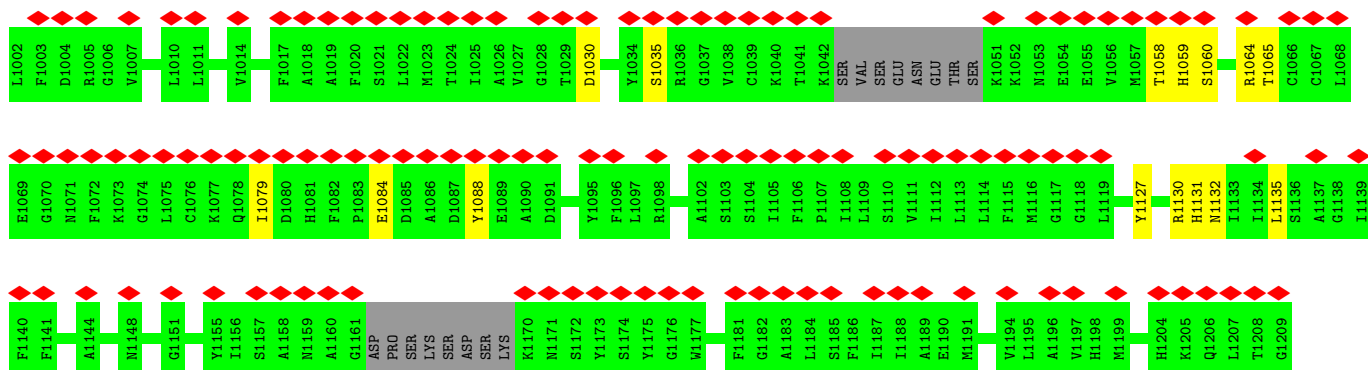 L1002 F1003 D1004 R1005 G1006 V1007 L1010 L1011 V1014 F1017 A1018 A1019 F1020 S1021 L1022 M1023 T1024 I1025 A1026 V1027 G1028 T1029 D1030 Y1034 S1035 R1036 G1037 V1038 C1039 K1040 T1041 K1042 SER VAL SER GLU ASN GLU THR SER K1051 K1052 N1053 E1054 E1055 V1056 M1057 T1058 H1059 S1060 R1064 T1065 C1066 C1067 L1068
E1069 G1070 N1071 F1072 K1073 G1074 L1075 C1076 K1077 Q1078 I1079 D1080 H1081 F1082 P1083 E1084 D1085 A1086 D1087 Y1088 E1089 A1090 D1091 Y1095 F1096 L1097 R1098 A1102 S1103 S1104 I1105 F1106 P1107 I1108 L1109 S1110 V1111 I1112 L1113 L1114 F1115 M1116 G1117 G1118 L1119 Y1127 R1130 H1131 N1132 I1133 I1134 L1135 S1136 A1137 G1138 I1139
F1140 F1141 A1144 N1148 G1151 Y1155 I1156 S1157 A1158 N1159 A1160 G1161 ASP PRO SER LYS SER ASP SER LYS K1170 N1171 S1172 Y1173 S1174 Y1175 G1176 W1177 F1181 G1182 A1183 L1184 S1185 F1186 I1187 I1188 A1189 E1190 M1191 V1194 L1195 A1196 V1197 H1198 M1199 H1204 K1205 Q1206 L1207 T1208 G1209